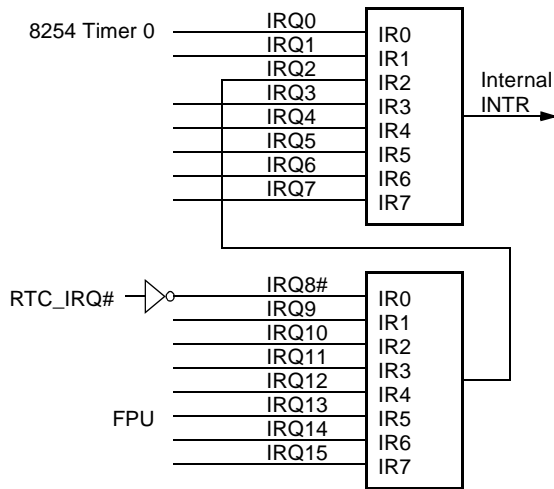 8254 Timer 0
IRQ0
IRQ1
IRQ2
IRQ3
IRQ4
IRQ5
IRQ6
IRQ7
IR0
IR1
IR2
IR3
IR4
IR5
IR6
IR7
Internal
INTR
RTC_IRQ#
FPU
IRQ8#
IRQ9
IRQ10
IRQ11
IRQ12
IRQ13
IRQ14
IRQ15
IR0
IR1
IR2
IR3
IR4
IR5
IR6
IR7